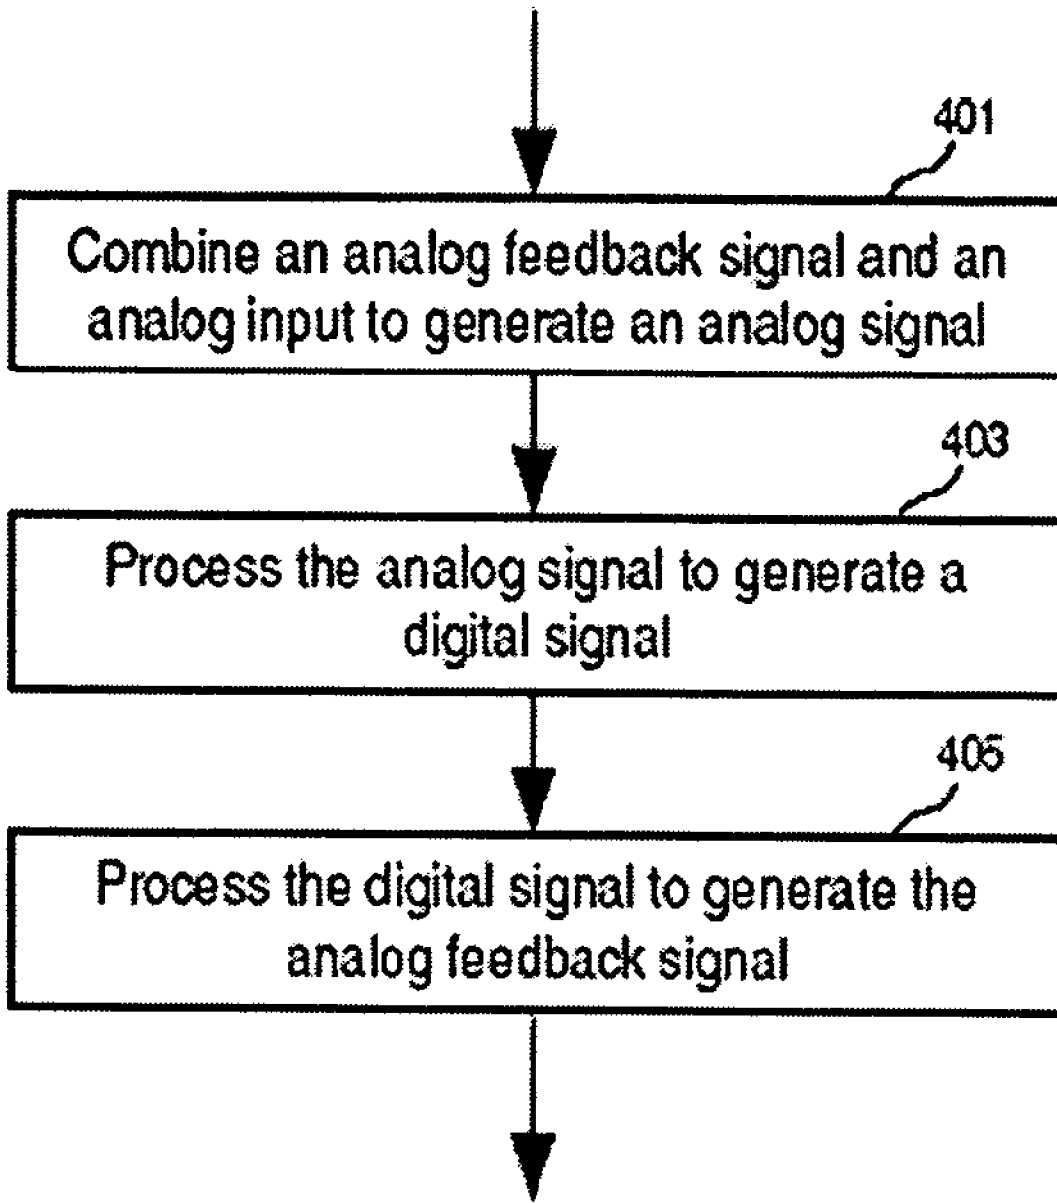 401
Combine an analog feedback signal and an
analog input to generate an analog signal
403
Process the analog signal to generate a
digital signal
405
Process the digital signal to generate the
analog feedback signal